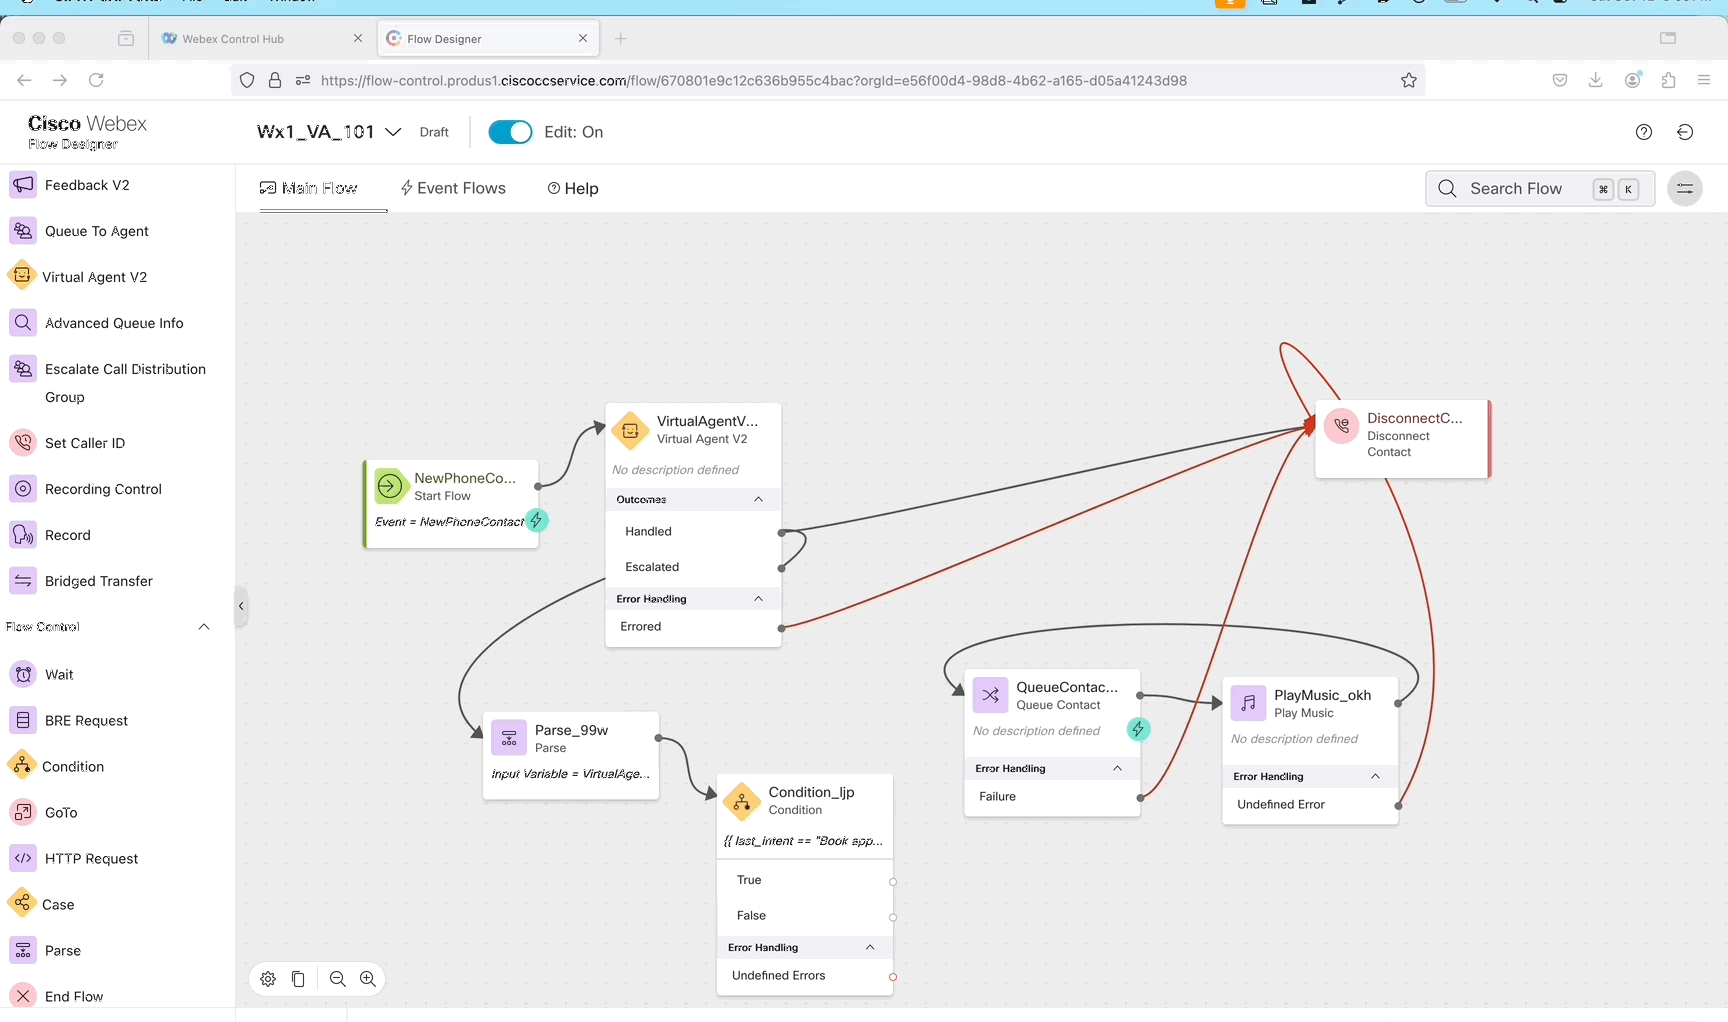 Webex Control Hub
Flow Designer
https://flow-control.produs1.ciscoccservice.com/flow/670801e9c12c636b955c4bac?orgId=e56f00d4-98d8-4b62-a165-d05a41243d98
Cisco Webex
Flow Designer
Wx1_VA_101
Draft
Edit: On
Main Flow
Event Flows
Help
Search Flow
⌘ K
Feedback V2
Queue To Agent
Virtual Agent V2
Advanced Queue Info
Escalate Call Distribution
Group
Set Caller ID
Recording Control
Record
Bridged Transfer
Flow Control
Wait
BRE Request
Condition
GoTo
HTTP Request
Case
Parse
End Flow
NewPhoneCo...
Start Flow
Event = NewPhoneContact
VirtualAgentV...
Virtual Agent V2
No description defined
Outcomes
Handled
Escalated
Error Handling
Errored
DisconnectC...
Disconnect
Contact
Parse_99w
Parse
Input Variable = VirtualAge...
Condition_ljp
Condition
{{ last_intent == "Book app...
True
False
Error Handling
Undefined Errors
QueueContac...
Queue Contact
No description defined
Error Handling
Failure
PlayMusic_okh
Play Music
No description defined
Error Handling
Undefined Error